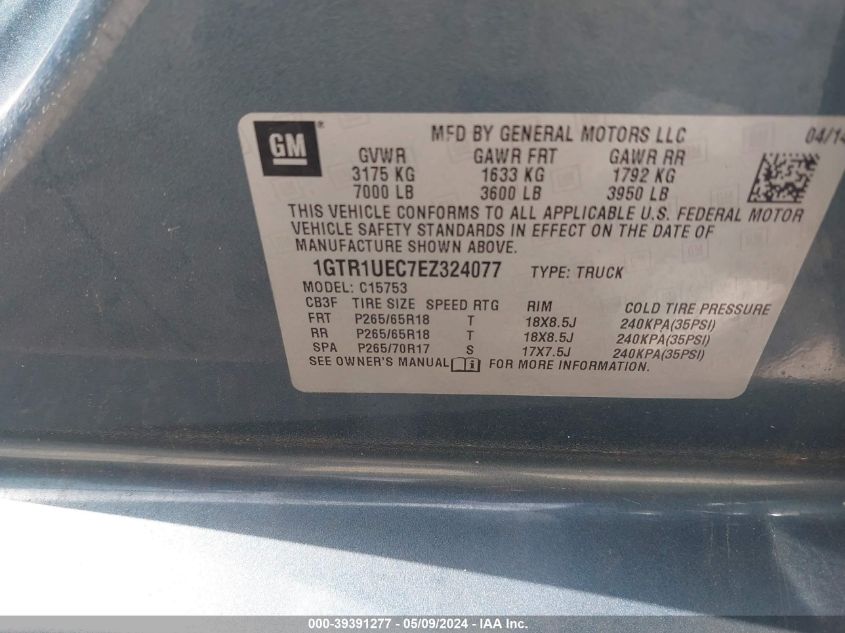 GM ®
MFD BY GENERAL MOTORS LLC 04/14
GVWR GAWR FRT GAWR RR
3175 KG 1633 KG 1792 KG
7000 LB 3600 LB 3950 LB
THIS VEHICLE CONFORMS TO ALL APPLICABLE U.S. FEDERAL MOTOR
VEHICLE SAFETY STANDARDS IN EFFECT ON THE DATE OF
MANUFACTURE SHOWN ABOVE.
1GTR1UEC7EZ324077 TYPE: TRUCK
MODEL: C15753
CB3F TIRE SIZE SPEED RTG RIM COLD TIRE PRESSURE
FRT P265/65R18 T 18X8.5J 240KPA(35PSI)
RR P265/65R18 T 18X8.5J 240KPA(35PSI)
SPA P265/70R17 S 17X7.5J 240KPA(35PSI)
SEE OWNER'S MANUAL FOR MORE INFORMATION.
000-39391277 - 05/09/2024 - IAA Inc.